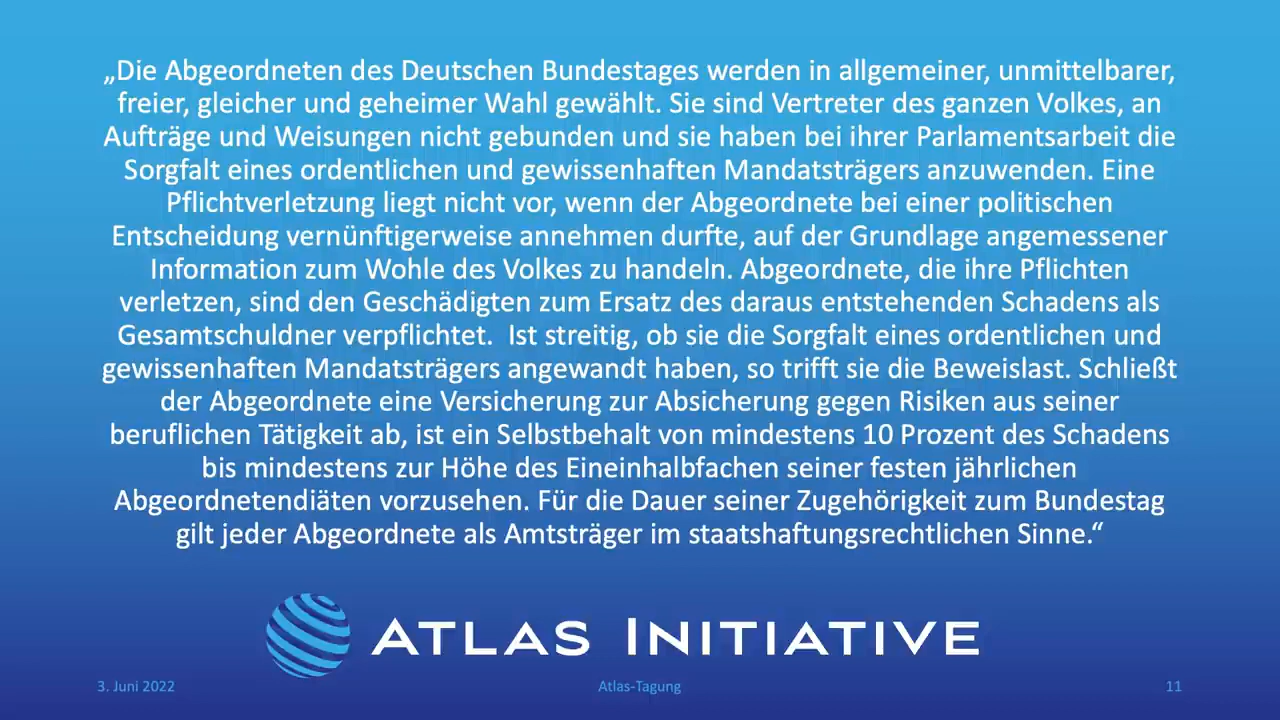 „Die Abgeordneten des Deutschen Bundestages werden in allgemeiner, unmittelbarer,
freier, gleicher und geheimer Wahl gewählt. Sie sind Vertreter des ganzen Volkes, an
Aufträge und Weisungen nicht gebunden und sie haben bei ihrer Parlamentsarbeit die
Sorgfalt eines ordentlichen und gewissenhaften Mandatsträgers anzuwenden. Eine
Pflichtverletzung liegt nicht vor, wenn der Abgeordnete bei einer politischen
Entscheidung vernünftigerweise annehmen durfte, auf der Grundlage angemessener
Information zum Wohle des Volkes zu handeln. Abgeordnete, die ihre Pflichten
verletzen, sind den Geschädigten zum Ersatz des daraus entstehenden Schadens als
Gesamtschuldner verpflichtet.  Ist streitig, ob sie die Sorgfalt eines ordentlichen und
gewissenhaften Mandatsträgers angewandt haben, so trifft sie die Beweislast. Schließt
der Abgeordnete eine Versicherung zur Absicherung gegen Risiken aus seiner
beruflichen Tätigkeit ab, ist ein Selbstbehalt von mindestens 10 Prozent des Schadens
bis mindestens zur Höhe des Eineinhalbfachen seiner festen jährlichen
Abgeordnetendiäten vorzusehen. Für die Dauer seiner Zugehörigkeit zum Bundestag
gilt jeder Abgeordnete als Amtsträger im staatshaftungsrechtlichen Sinne.“
ATLAS INITIATIVE
3. Juni 2022
Atlas-Tagung
11